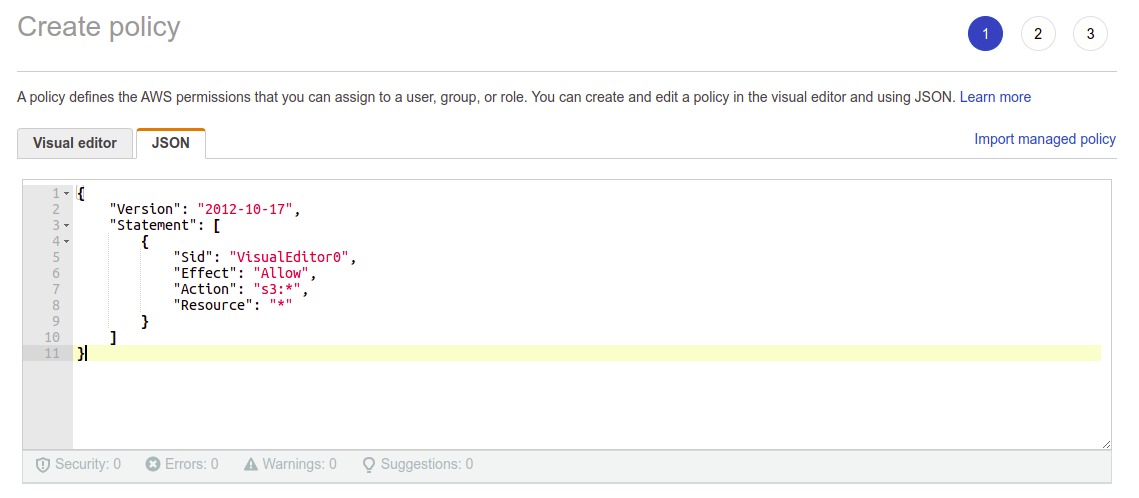 Create policy
1 2 3
A policy defines the AWS permissions that you can assign to a user, group, or role. You can create and edit a policy in the visual editor and using JSON. Learn more
Visual editor JSON Import managed policy
1 {
2 "Version": "2012-10-17",
3 "Statement": [
4 {
5 "Sid": "VisualEditor0",
6 "Effect": "Allow",
7 "Action": "s3:*",
8 "Resource": "*"
9 }
10 ]
11 }
Security: 0 Errors: 0 Warnings: 0 Suggestions: 0